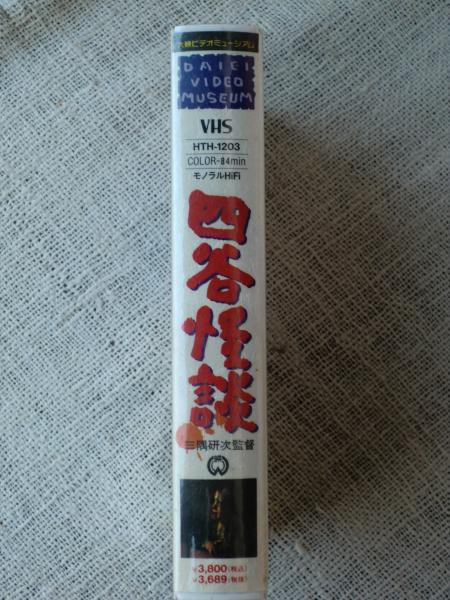 大映ビデオミュージアム
DAIEI
VIDEO
MUSEUM
VHS
HTH-1203
COLOR-84min
モノラルHiFi
四谷怪談
三隅研次監督
¥3,800(税込)
¥3,689(税抜)